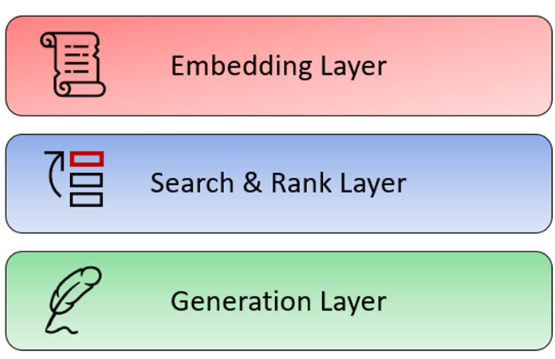 Embedding Layer
Search & Rank Layer
Generation Layer